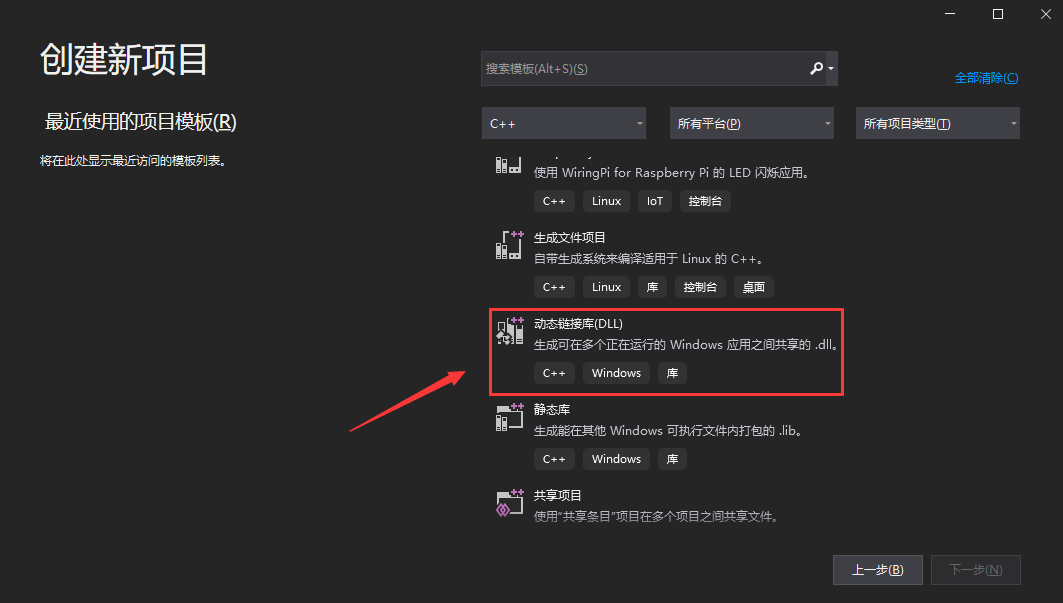 创建新项目
最近使用的项目模板(R)
将在此处显示最近访问的模板列表。
搜索模板(Alt+S)(S)
全部清除(C)
C++
所有平台(P)
所有项目类型(T)
使用 WiringPi for Raspberry Pi 的 LED 闪烁应用。
C++ Linux IoT 控制台
生成文件项目
自带生成系统来编译适用于 Linux 的 C++。
C++ Linux 库 控制台 桌面
动态链接库(DLL)
生成可在多个正在运行的 Windows 应用之间共享的 .dll。
C++ Windows 库
静态库
生成能在其他 Windows 可执行文件内打包的 .lib。
C++ Windows 库
共享项目
使用“共享条目”项目在多个项目之间共享文件。
上一步(B)
下一步(N)